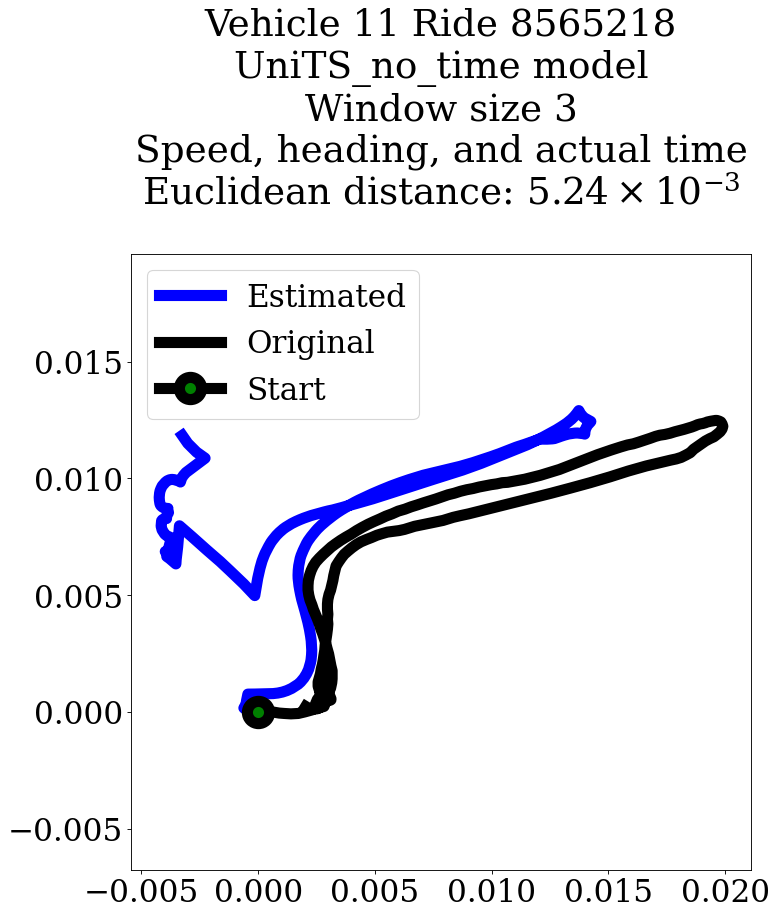 Vehicle 11 Ride 8565218
UniTS_no_time model
Window size 3
Speed, heading, and actual time
Euclidean distance: 5.24 × 10⁻³
Estimated
Original
Start
0.015
0.010
0.005
0.000
−0.005
−0.005 0.000 0.005 0.010 0.015 0.020